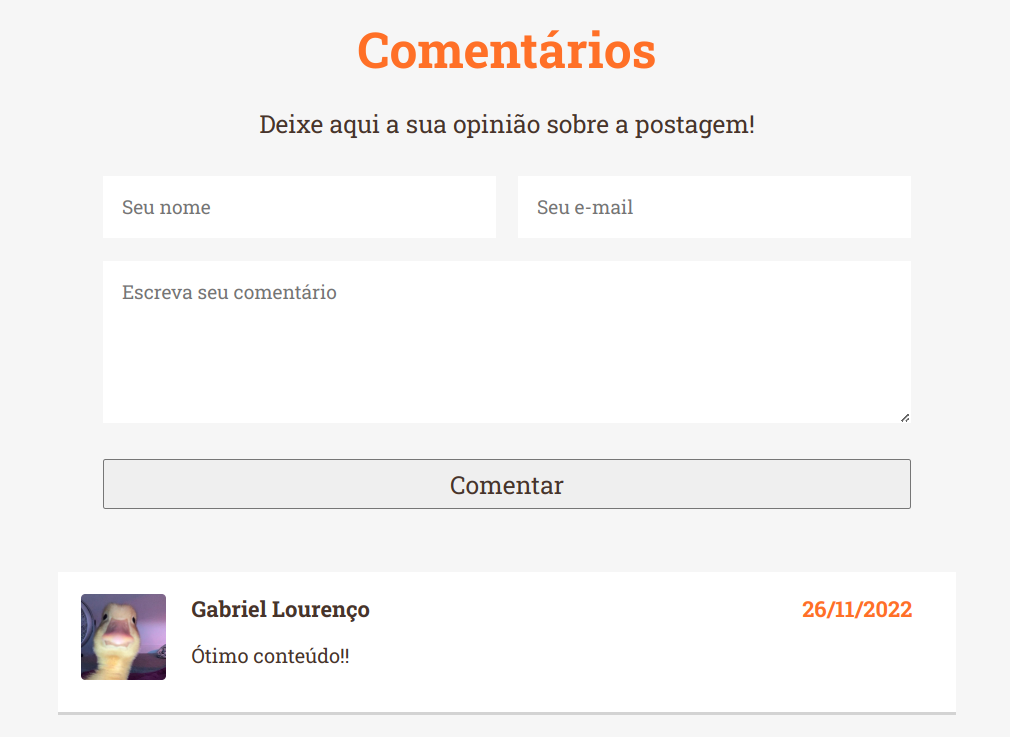 Comentários
Deixe aqui a sua opinião sobre a postagem!
Seu nome
Seu e-mail
Escreva seu comentário
Comentar
Gabriel Lourenço
26/11/2022
Ótimo conteúdo!!